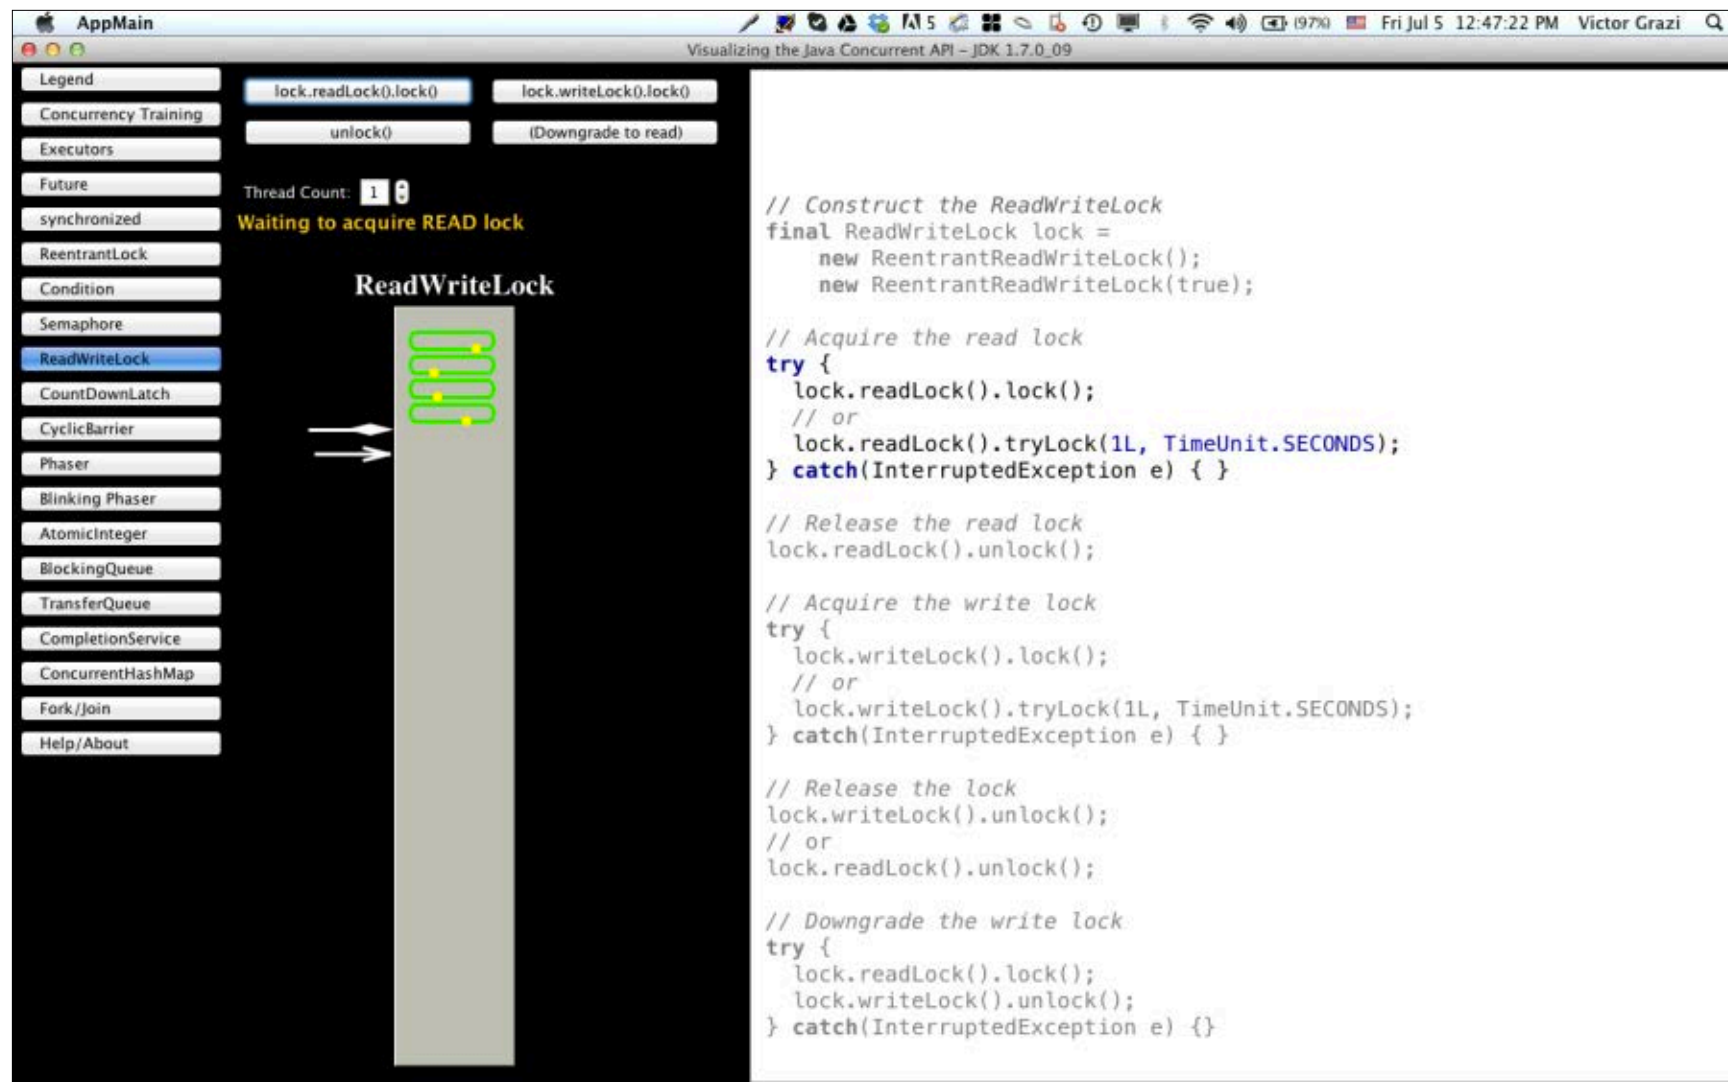 AppMain
5
(97%)
Fri Jul 5 12:47:22 PM
Victor Grazi
Visualizing the Java Concurrent API – JDK 1.7.0_09
Legend
Concurrency Training
Executors
Future
synchronized
ReentrantLock
Condition
Semaphore
ReadWriteLock
CountDownLatch
CyclicBarrier
Phaser
Blinking Phaser
AtomicInteger
BlockingQueue
TransferQueue
CompletionService
ConcurrentHashMap
Fork/Join
Help/About
lock.readLock().lock()
lock.writeLock().lock()
unlock()
(Downgrade to read)
Thread Count: 1
Waiting to acquire READ lock
ReadWriteLock
// Construct the ReadWriteLock
final ReadWriteLock lock =
    new ReentrantReadWriteLock();
    new ReentrantReadWriteLock(true);
// Acquire the read lock
try {
  lock.readLock().lock();
  // or
  lock.readLock().tryLock(1L, TimeUnit.SECONDS);
} catch(InterruptedException e) { }
// Release the read lock
lock.readLock().unlock();
// Acquire the write lock
try {
  lock.writeLock().lock();
  // or
  lock.writeLock().tryLock(1L, TimeUnit.SECONDS);
} catch(InterruptedException e) { }
// Release the lock
lock.writeLock().unlock();
// or
lock.readLock().unlock();
// Downgrade the write lock
try {
  lock.readLock().lock();
  lock.writeLock().unlock();
} catch(InterruptedException e) {}